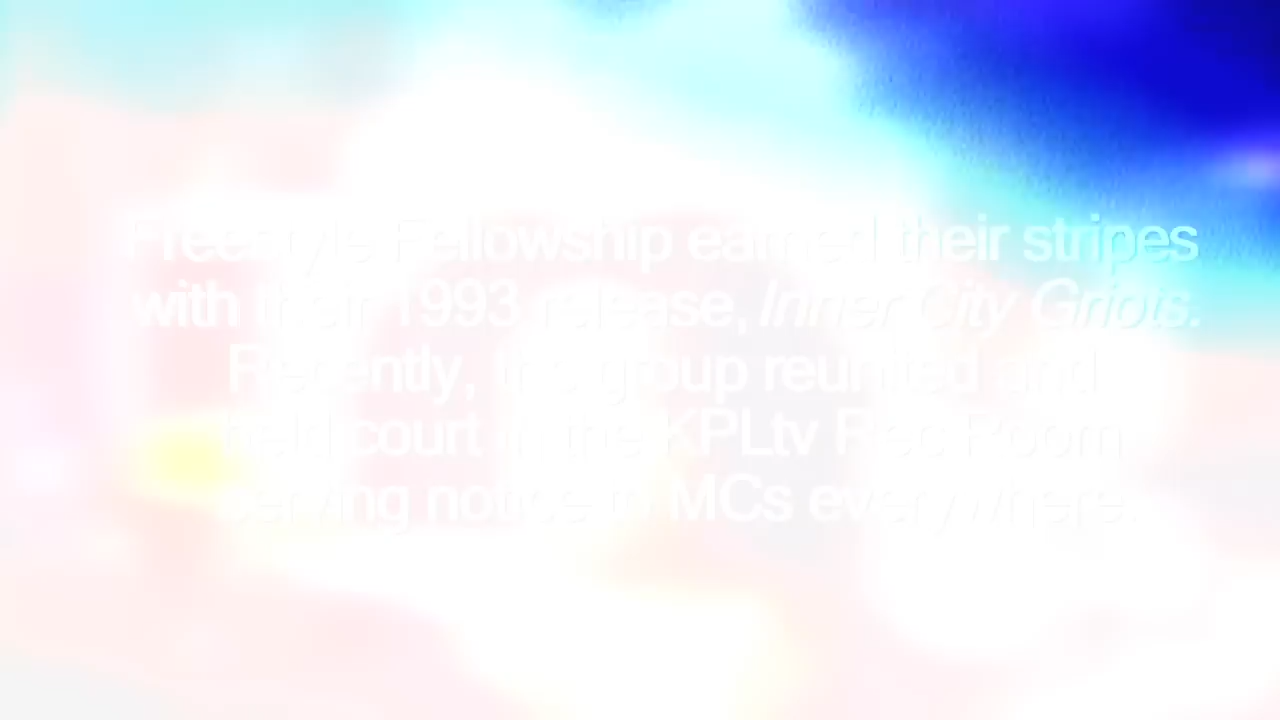 Freestyle Fellowship earned their stripes
with their 1993 release, Inner City Griots.
Recently, the group reunited and
held court in the KPLtv Rec Room
serving notice to MCs everywhere.